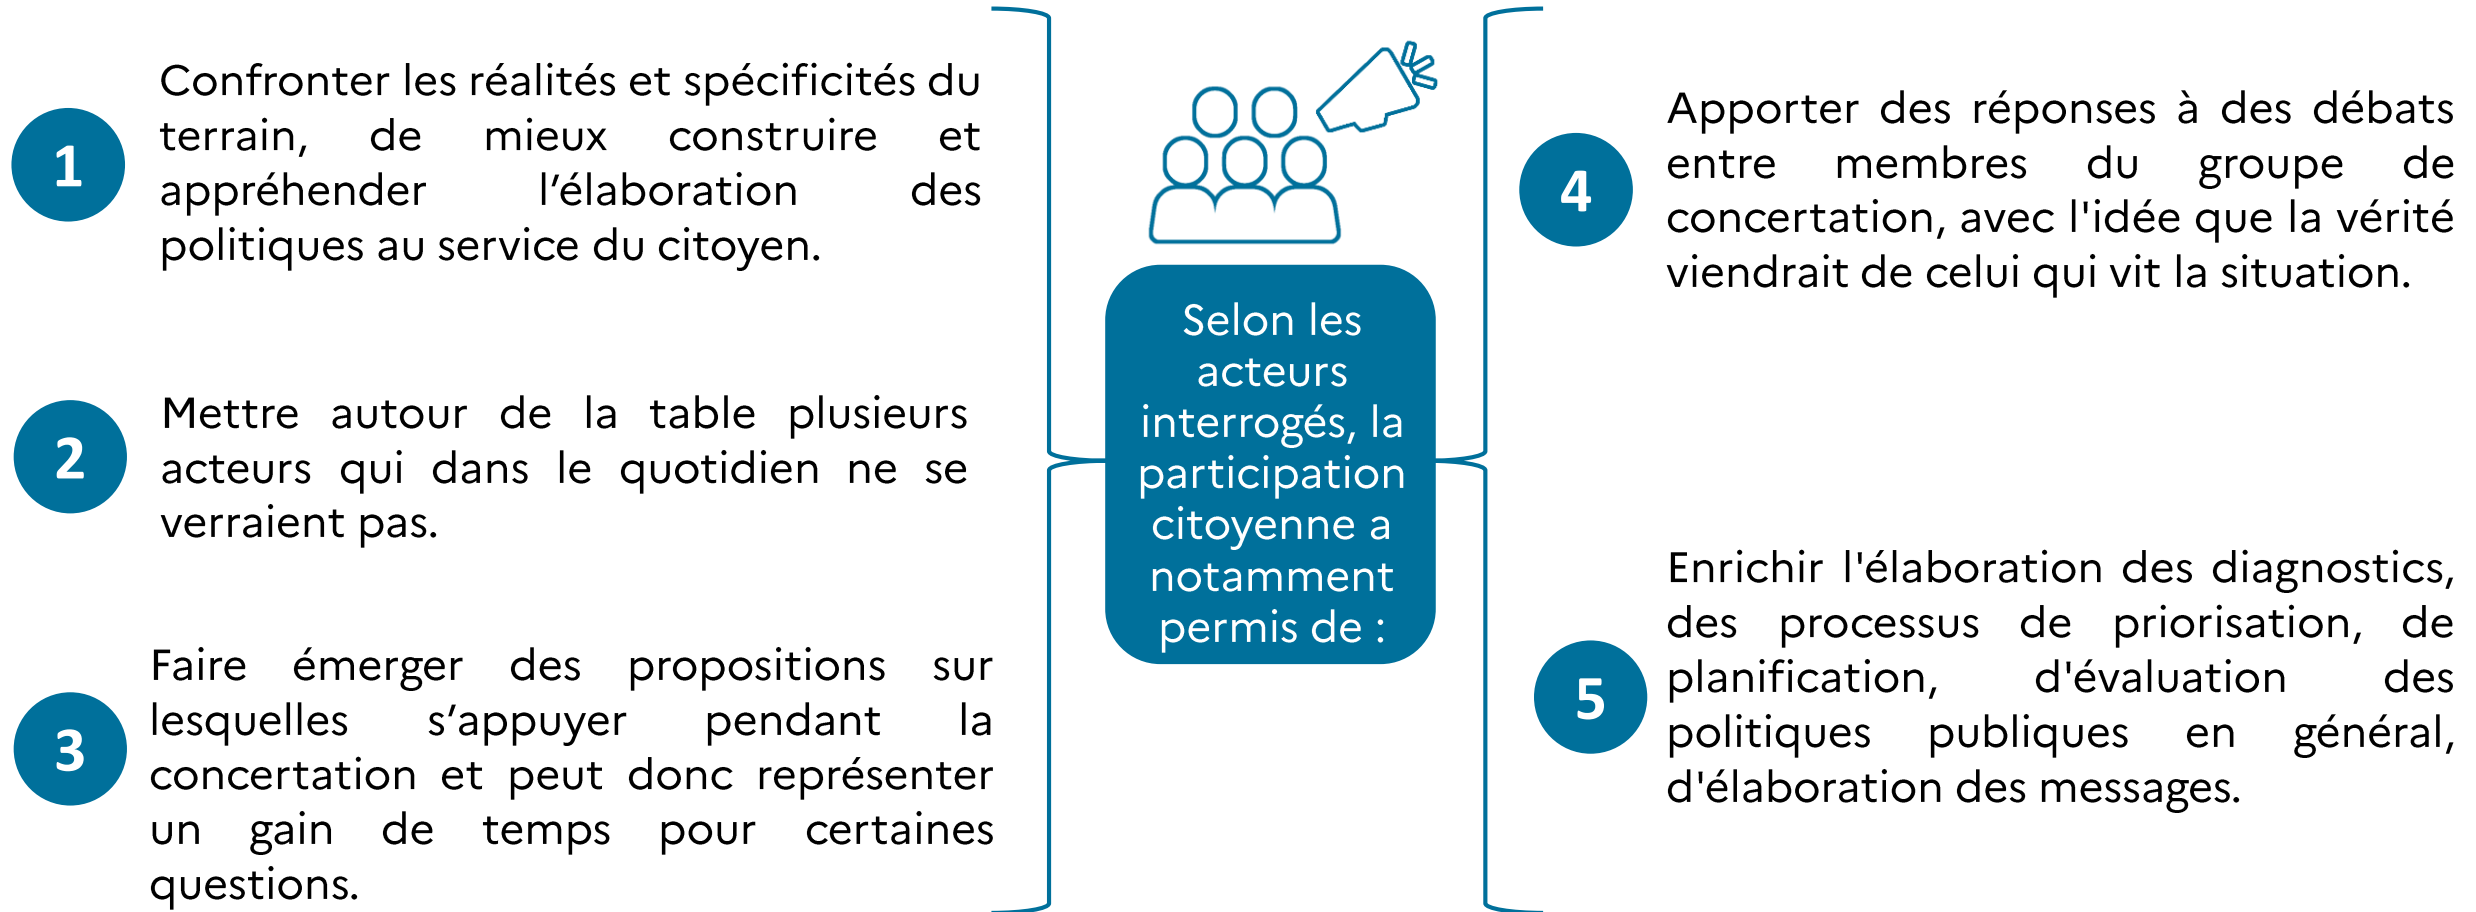 1
Confronter les réalités et spécificités du
terrain, de mieux construire et
appréhender l’élaboration des
politiques au service du citoyen.
2
Mettre autour de la table plusieurs
acteurs qui dans le quotidien ne se
verraient pas.
3
Faire émerger des propositions sur
lesquelles s’appuyer pendant la
concertation et peut donc représenter
un gain de temps pour certaines
questions.
Selon les
acteurs
interrogés, la
participation
citoyenne a
notamment
permis de :
4
Apporter des réponses à des débats
entre membres du groupe de
concertation, avec l'idée que la vérité
viendrait de celui qui vit la situation.
5
Enrichir l'élaboration des diagnostics,
des processus de priorisation, de
planification, d'évaluation des
politiques publiques en général,
d'élaboration des messages.